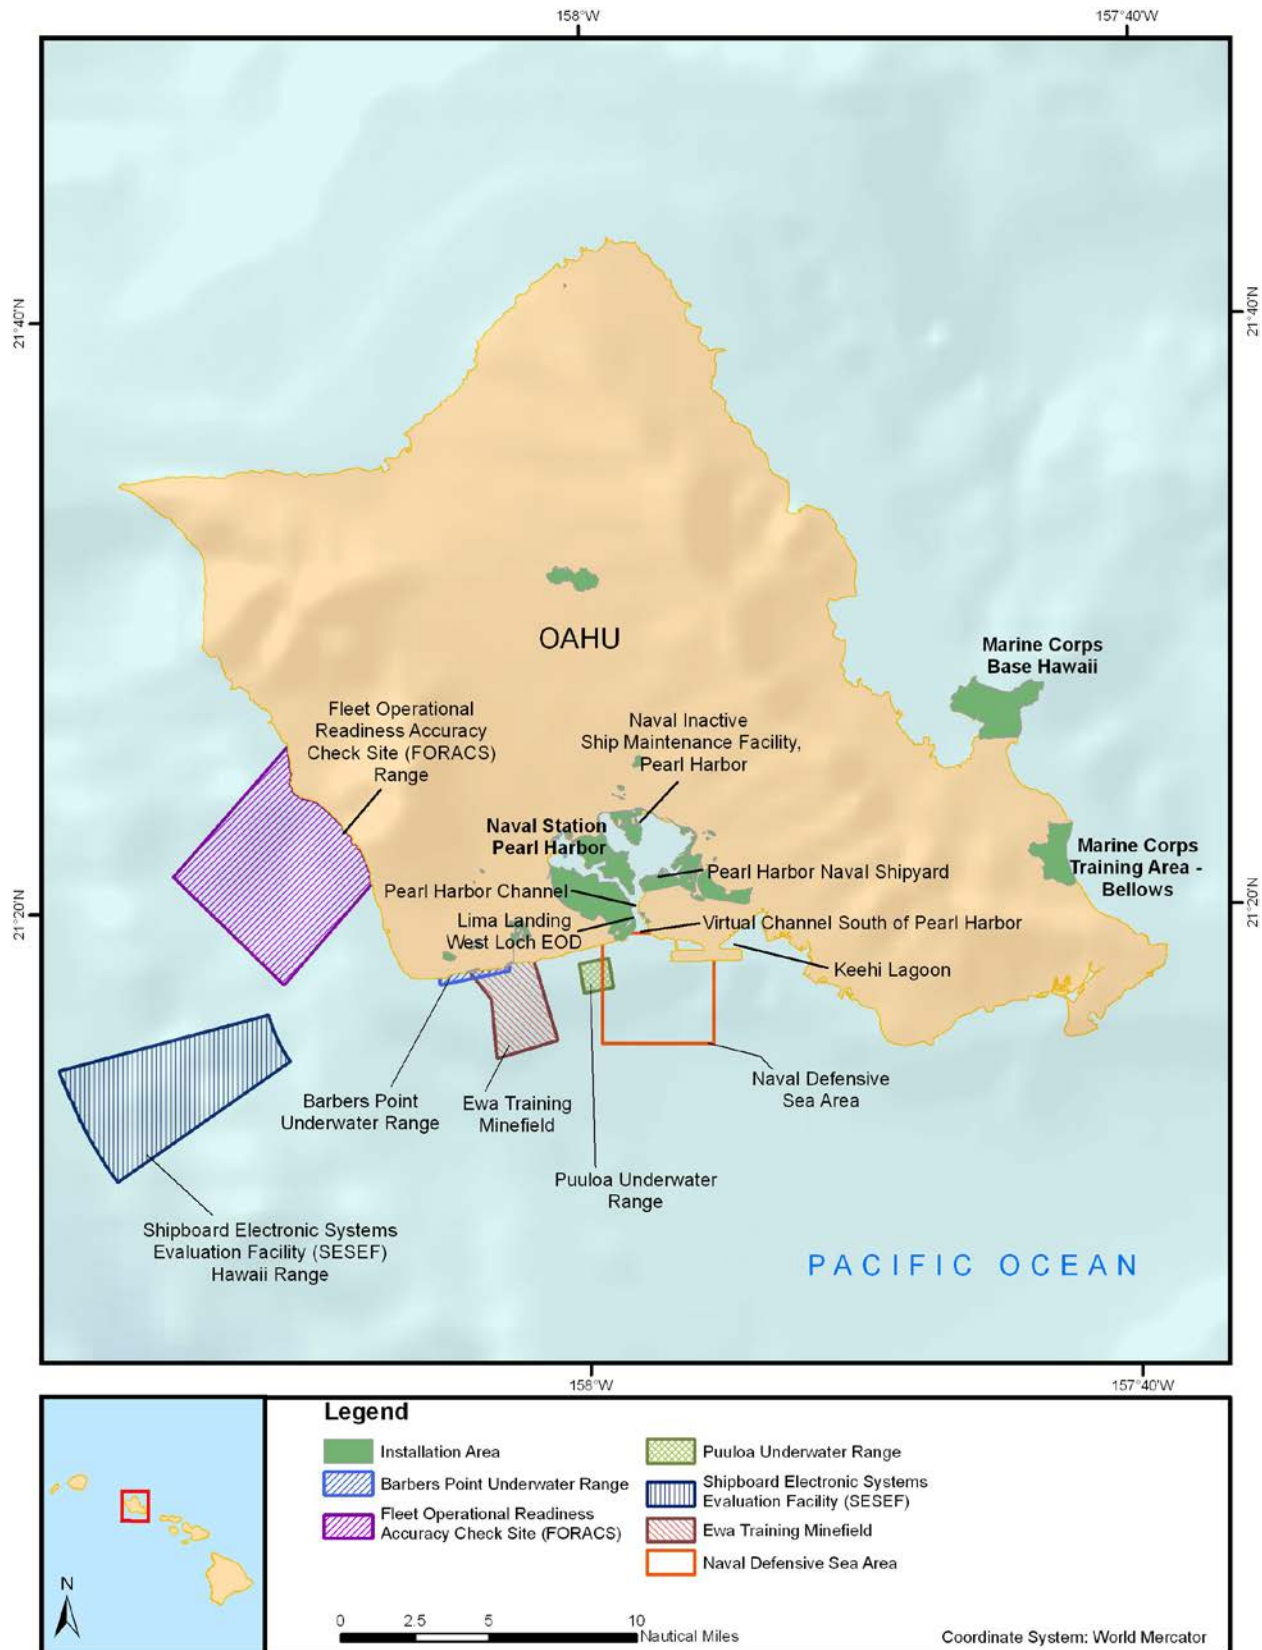 158°W
157°40'W
21°40'N
21°40'N
OAHU
Marine Corps
Base Hawaii
Fleet Operational
Readiness Accuracy
Check Site (FORACS)
Range
Naval Inactive
Ship Maintenance Facility,
Pearl Harbor
Naval Station
Pearl Harbor
Marine Corps
Training Area -
Bellows
Pearl Harbor Naval Shipyard
Pearl Harbor Channel
21°20'N
21°20'N
Lima Landing
West Loch EOD
Virtual Channel South of Pearl Harbor
Keehi Lagoon
Barbers Point
Underwater Range
Ewa Training
Minefield
Naval Defensive
Sea Area
Puuloa Underwater
Range
Shipboard Electronic Systems
Evaluation Facility (SESEF)
Hawaii Range
PACIFIC OCEAN
158°W
157°40'W
Legend
Installation Area
Barbers Point Underwater Range
Fleet Operational Readiness
Accuracy Check Site (FORACS)
Puuloa Underwater Range
Shipboard Electronic Systems
Evaluation Facility (SESEF)
Ewa Training Minefield
Naval Defensive Sea Area
N
0 2.5 5 10
Nautical Miles
Coordinate System: World Mercator